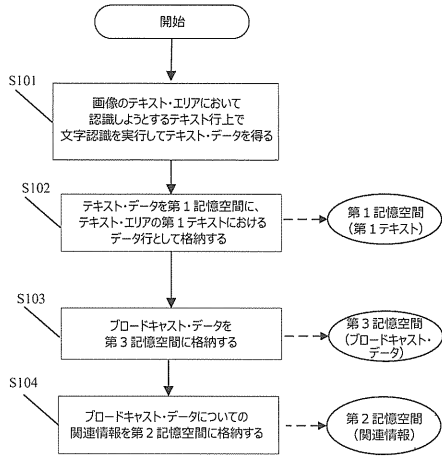 開始
S101
画像のテキスト・エリアにおいて
認識しようとするテキスト行上で
文字認識を実行してテキスト・データを得る
S102
テキスト・データを第1記憶空間に、
テキスト・エリアの第1テキストにおける
データ行として格納する
第1記憶空間
(第1テキスト)
S103
ブロードキャスト・データを
第3記憶空間に格納する
第3記憶空間
(ブロードキャスト・
データ)
S104
ブロードキャスト・データについての
関連情報を第2記憶空間に格納する
第2記憶空間
(関連情報)